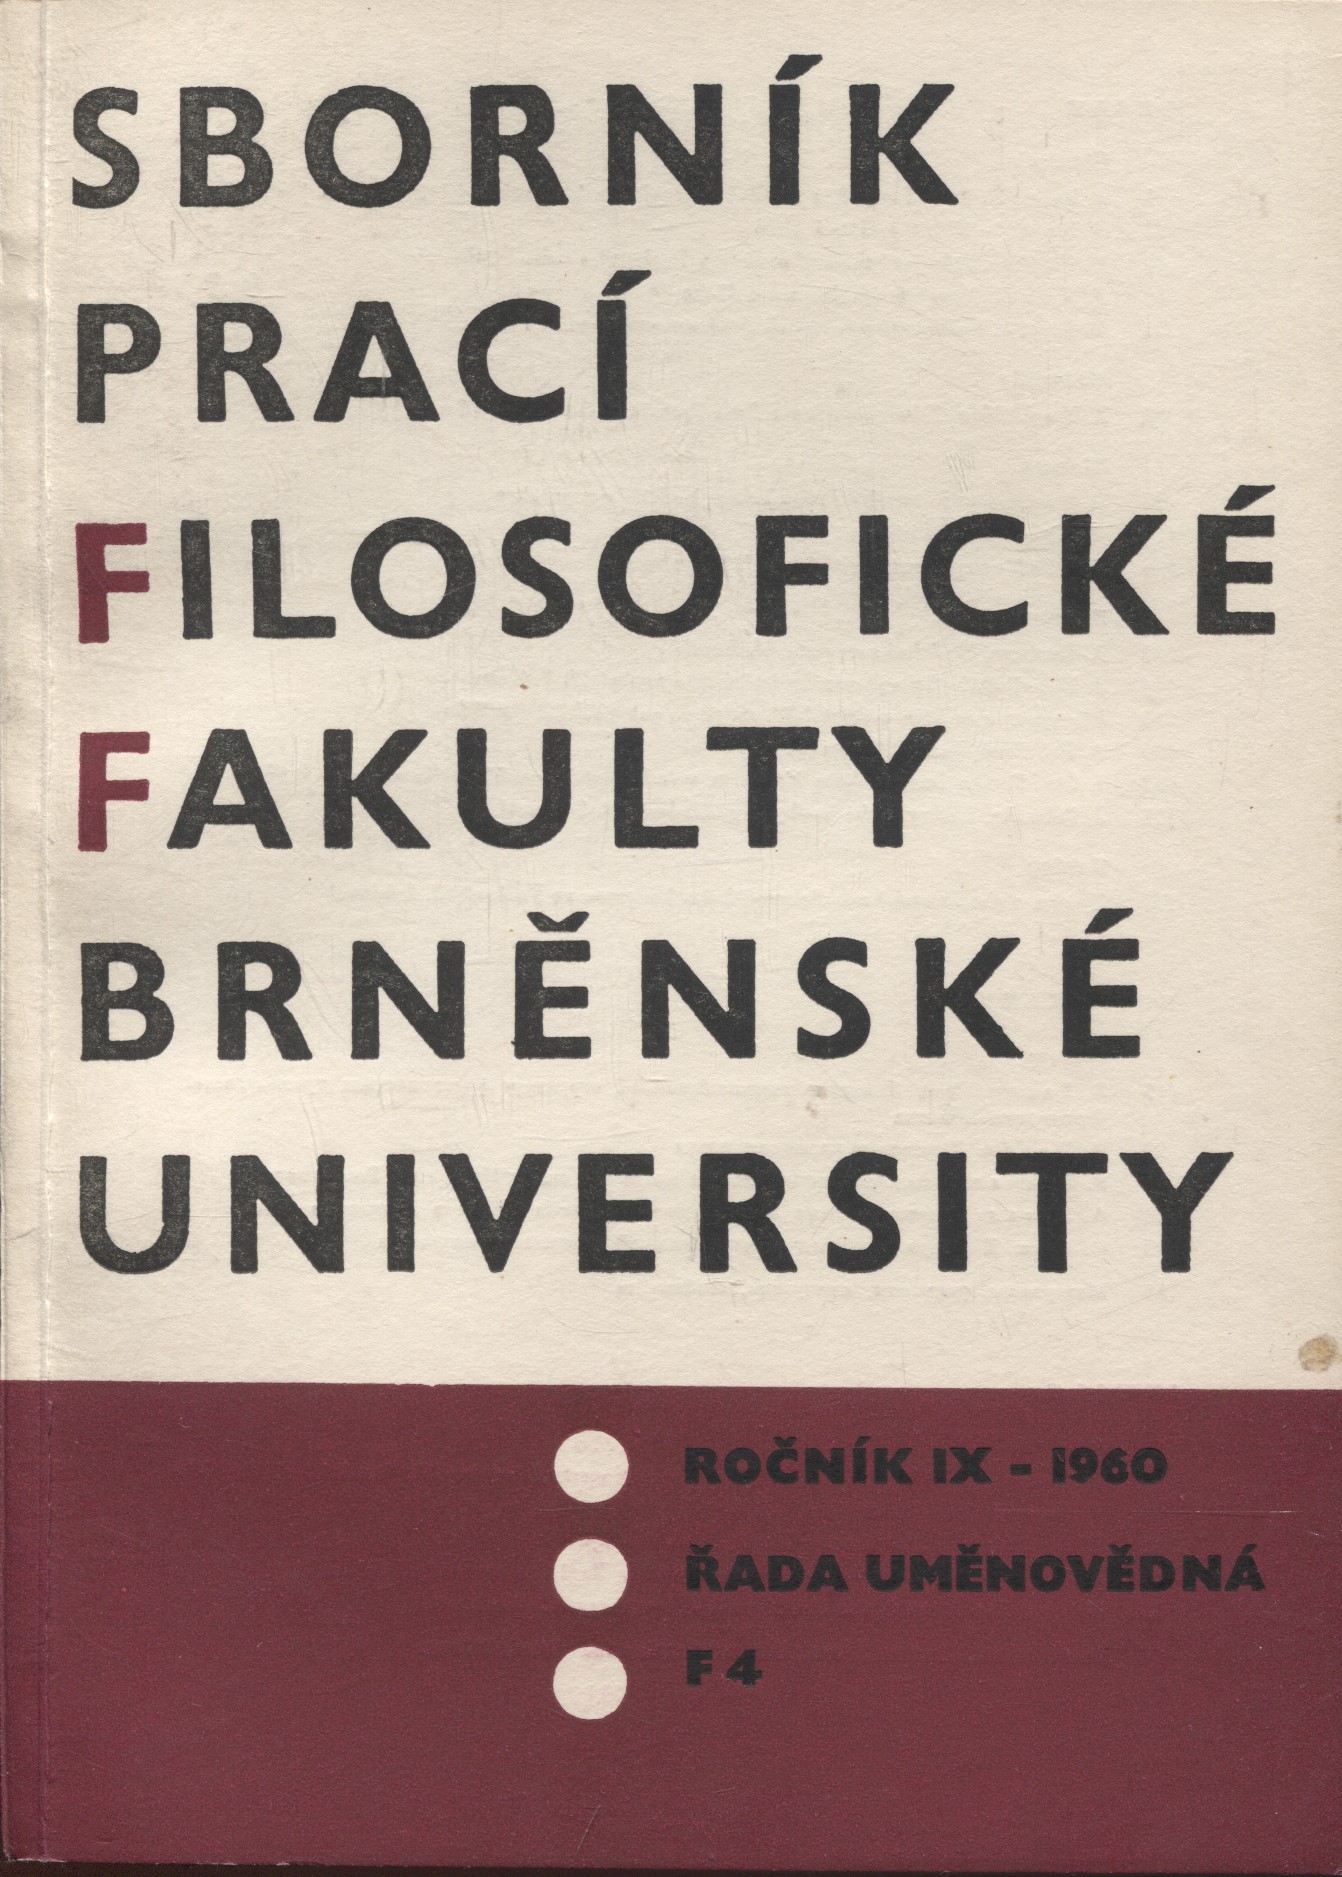 SBORNÍK
PRACÍ
FILOSOFICKÉ
FAKULTY
BRNĚNSKÉ
UNIVERSITY
ROČNÍK IX - 1960
ŘADA UMĚNOVĚDNÁ
F 4